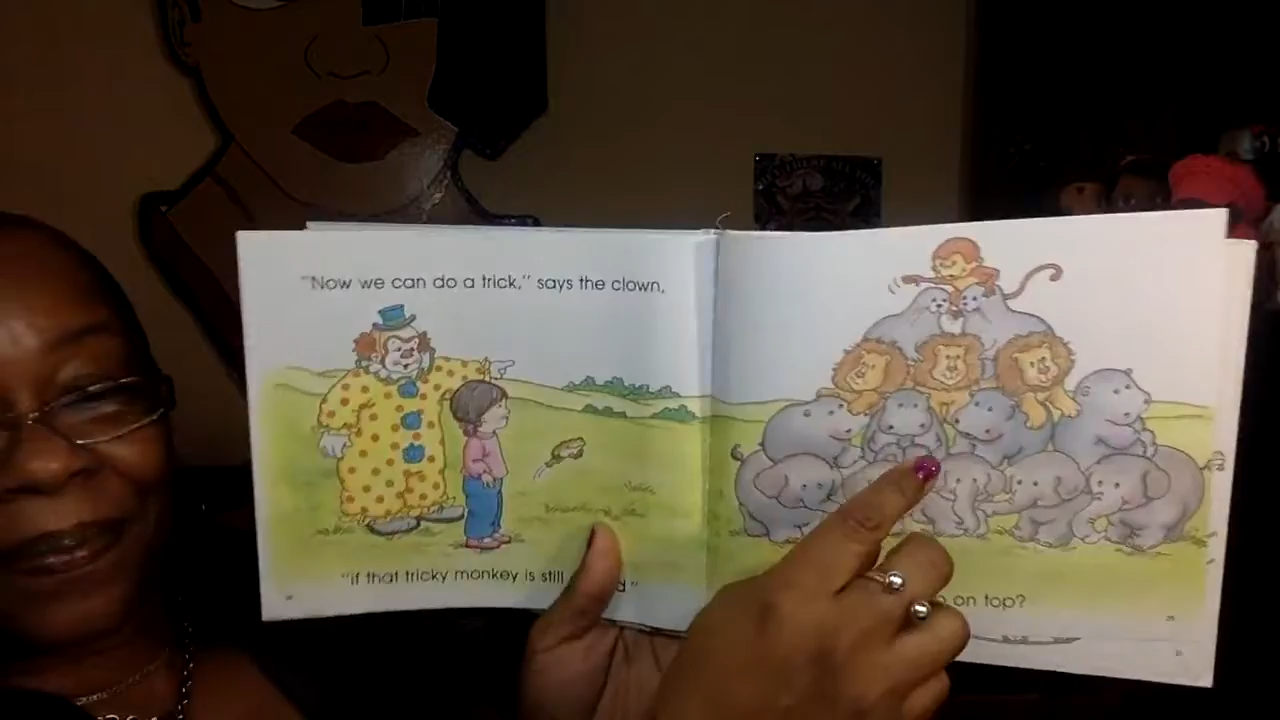 "Now we can do a trick," says the clown,
"if that tricky monkey is still
on top?